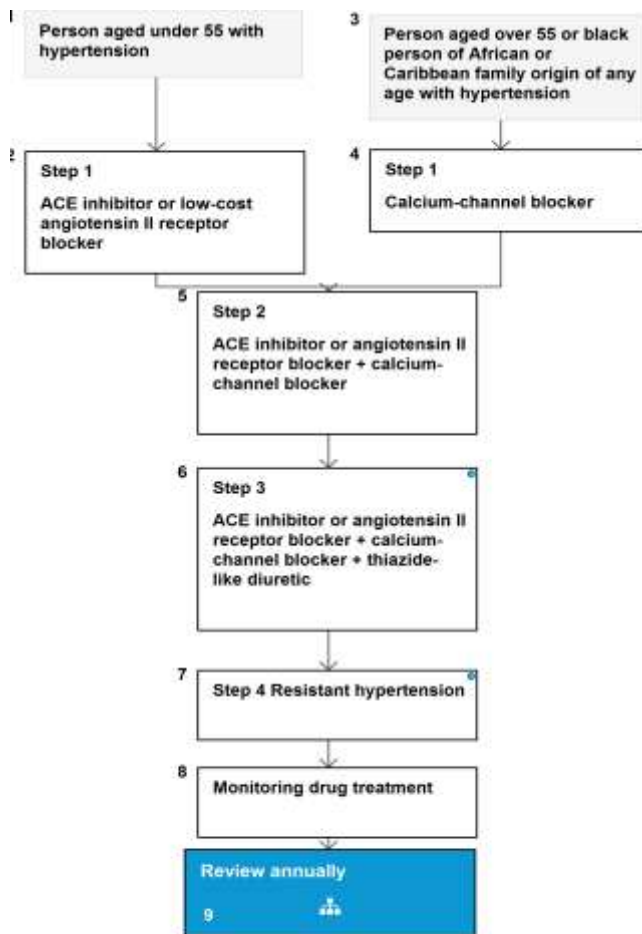 1
Person aged under 55 with
hypertension
3
Person aged over 55 or black
person of African or
Caribbean family origin of any
age with hypertension
2
Step 1
ACE inhibitor or low-cost
angiotensin II receptor
blocker
4
Step 1
Calcium-channel blocker
5
Step 2
ACE inhibitor or angiotensin II
receptor blocker + calcium-
channel blocker
6
Step 3
ACE inhibitor or angiotensin II
receptor blocker + calcium-
channel blocker + thiazide-
like diuretic
7
Step 4 Resistant hypertension
8
Monitoring drug treatment
Review annually
9